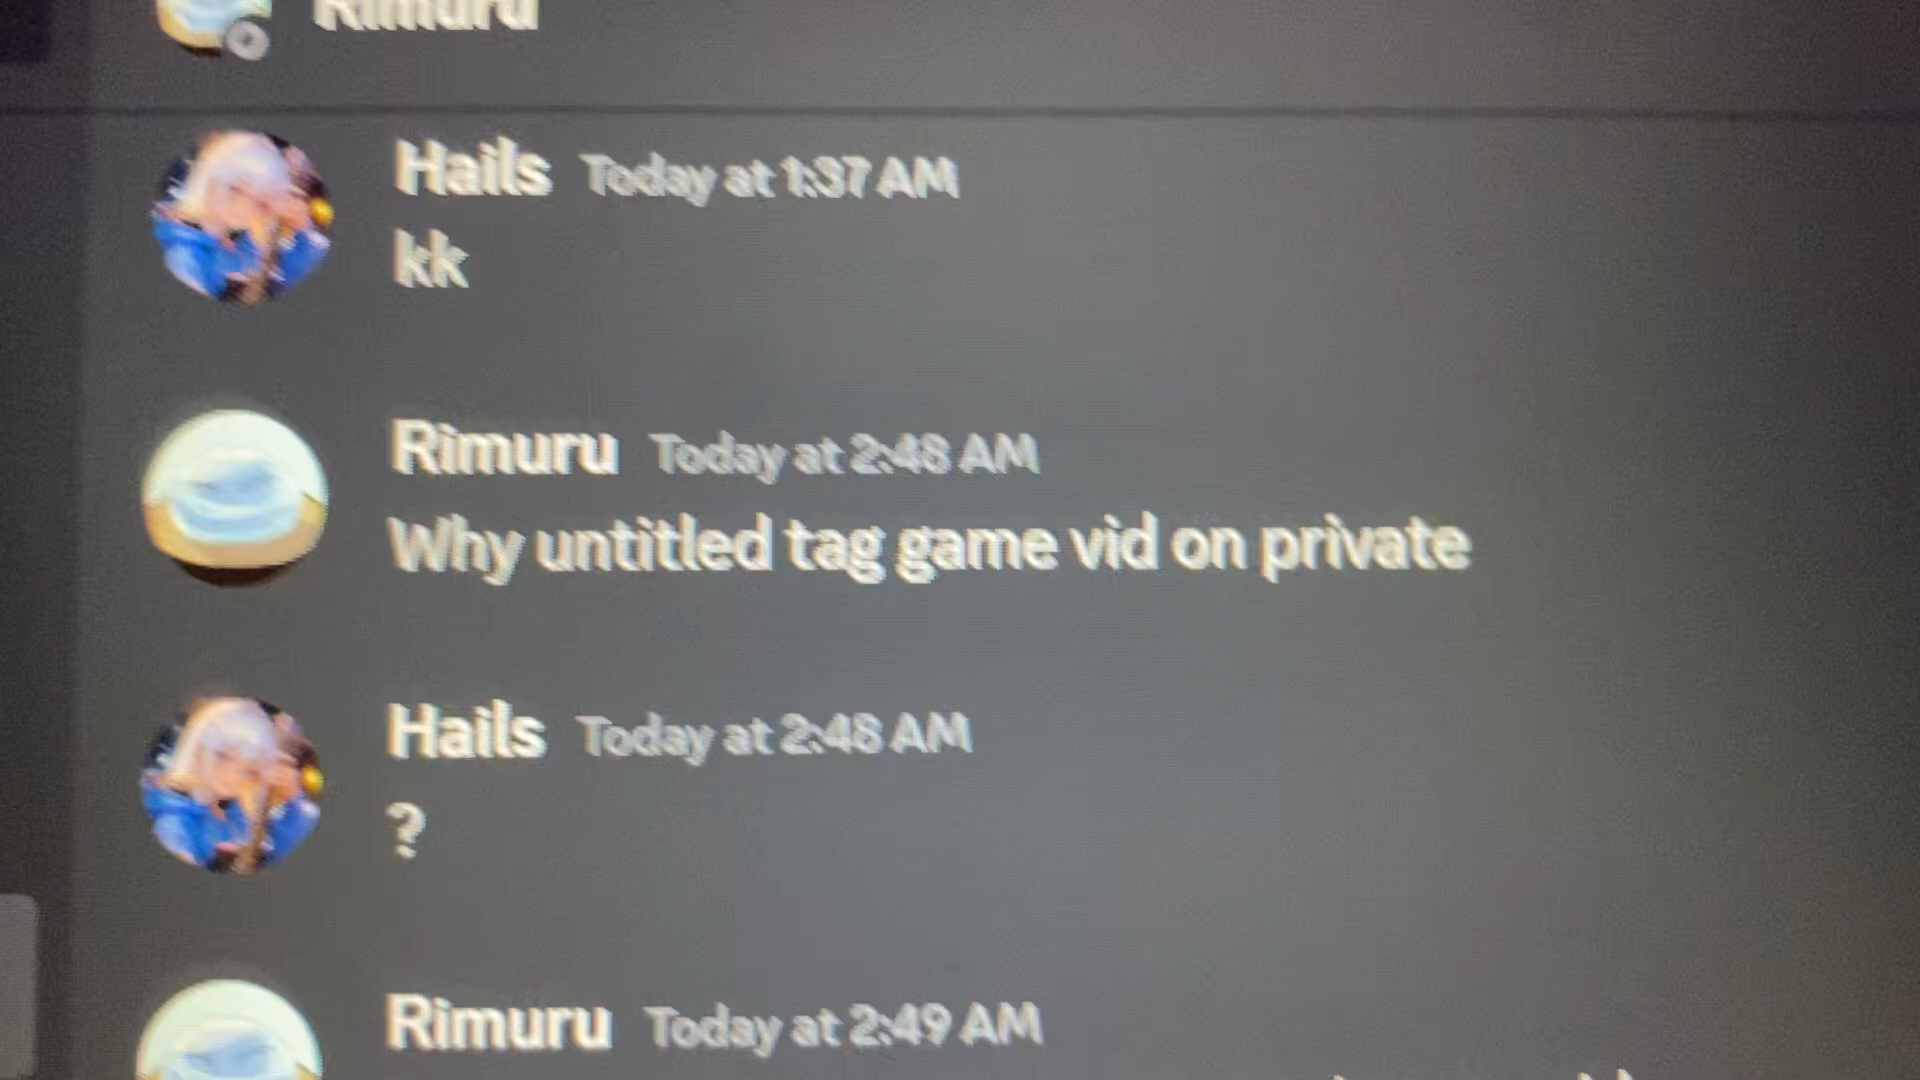 Rimuru
Hails Today at 1:37 AM
kk
Rimuru Today at 2:48 AM
Why untitled tag game vid on private
Hails Today at 2:48 AM
?
Rimuru Today at 2:49 AM